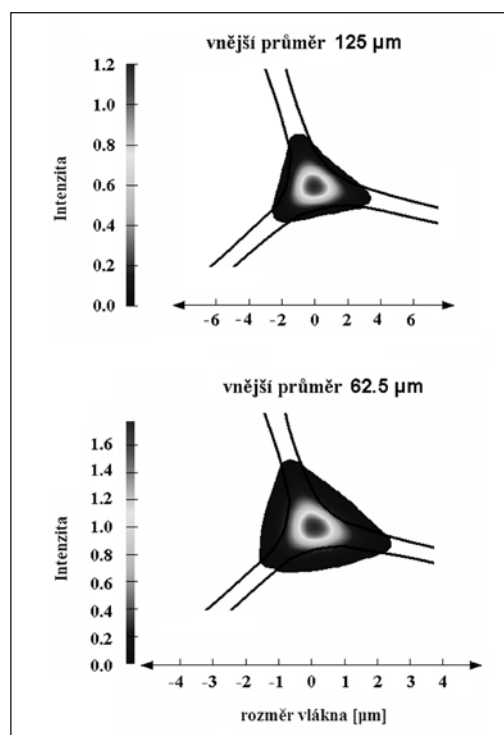 vnější průměr 125 µm
1.2
1.0
0.8
0.6
0.4
0.2
0.0
Intenzita
-6 -4 -2 0 2 4 6
vnější průměr 62.5 µm
1.6
1.4
1.2
1.0
0.8
0.6
0.4
0.2
0.0
Intenzita
-4 -3 -2 -1 0 1 2 3 4
rozměr vlákna [µm]